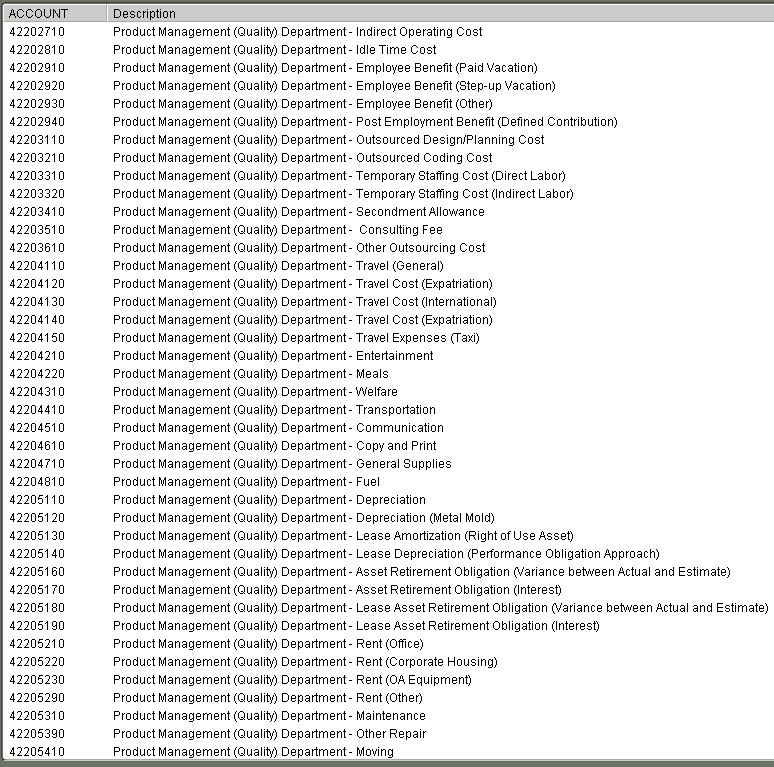 ACCOUNT Description
42202710 Product Management (Quality) Department - Indirect Operating Cost
42202810 Product Management (Quality) Department - Idle Time Cost
42202910 Product Management (Quality) Department - Employee Benefit (Paid Vacation)
42202920 Product Management (Quality) Department - Employee Benefit (Step-up Vacation)
42202930 Product Management (Quality) Department - Employee Benefit (Other)
42202940 Product Management (Quality) Department - Post Employment Benefit (Defined Contribution)
42203110 Product Management (Quality) Department - Outsourced Design/Planning Cost
42203210 Product Management (Quality) Department - Outsourced Coding Cost
42203310 Product Management (Quality) Department - Temporary Staffing Cost (Direct Labor)
42203320 Product Management (Quality) Department - Temporary Staffing Cost (Indirect Labor)
42203410 Product Management (Quality) Department - Secondment Allowance
42203510 Product Management (Quality) Department -  Consulting Fee
42203610 Product Management (Quality) Department - Other Outsourcing Cost
42204110 Product Management (Quality) Department - Travel (General)
42204120 Product Management (Quality) Department - Travel Cost (Expatriation)
42204130 Product Management (Quality) Department - Travel Cost (International)
42204140 Product Management (Quality) Department - Travel Cost (Expatriation)
42204150 Product Management (Quality) Department - Travel Expenses (Taxi)
42204210 Product Management (Quality) Department - Entertainment
42204220 Product Management (Quality) Department - Meals
42204310 Product Management (Quality) Department - Welfare
42204410 Product Management (Quality) Department - Transportation
42204510 Product Management (Quality) Department - Communication
42204610 Product Management (Quality) Department - Copy and Print
42204710 Product Management (Quality) Department - General Supplies
42204810 Product Management (Quality) Department - Fuel
42205110 Product Management (Quality) Department - Depreciation
42205120 Product Management (Quality) Department - Depreciation (Metal Mold)
42205130 Product Management (Quality) Department - Lease Amortization (Right of Use Asset)
42205140 Product Management (Quality) Department - Lease Depreciation (Performance Obligation Approach)
42205160 Product Management (Quality) Department - Asset Retirement Obligation (Variance between Actual and Estimate)
42205170 Product Management (Quality) Department - Asset Retirement Obligation (Interest)
42205180 Product Management (Quality) Department - Lease Asset Retirement Obligation (Variance between Actual and Estimate)
42205190 Product Management (Quality) Department - Lease Asset Retirement Obligation (Interest)
42205210 Product Management (Quality) Department - Rent (Office)
42205220 Product Management (Quality) Department - Rent (Corporate Housing)
42205230 Product Management (Quality) Department - Rent (OA Equipment)
42205290 Product Management (Quality) Department - Rent (Other)
42205310 Product Management (Quality) Department - Maintenance
42205390 Product Management (Quality) Department - Other Repair
42205410 Product Management (Quality) Department - Moving